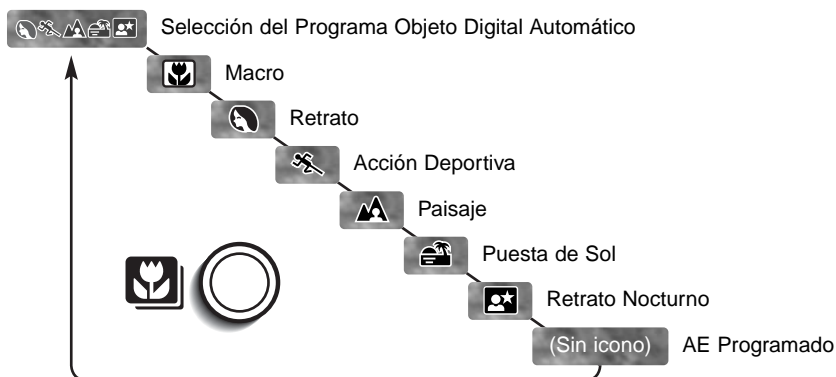 Selección del Programa Objeto Digital Automático
Macro
Retrato
Acción Deportiva
Paisaje
Puesta de Sol
Retrato Nocturno
(Sin icono) AE Programado